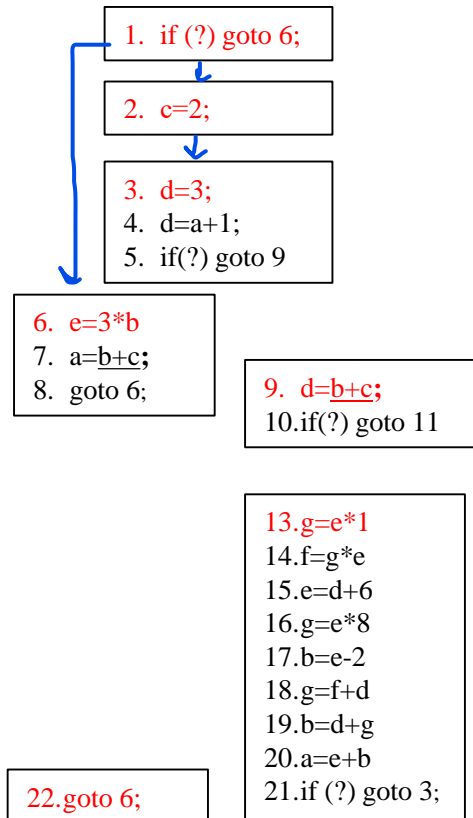 1. if (?) goto 6;
2. c=2;
3. d=3;
4. d=a+1;
5. if(?) goto 9
6. e=3*b
7. a=b+c;
8. goto 6;
9. d=b+c;
10.if(?) goto 11
13.g=e*1
14.f=g*e
15.e=d+6
16.g=e*8
17.b=e-2
18.g=f+d
19.b=d+g
20.a=e+b
21.if (?) goto 3;
22.goto 6;